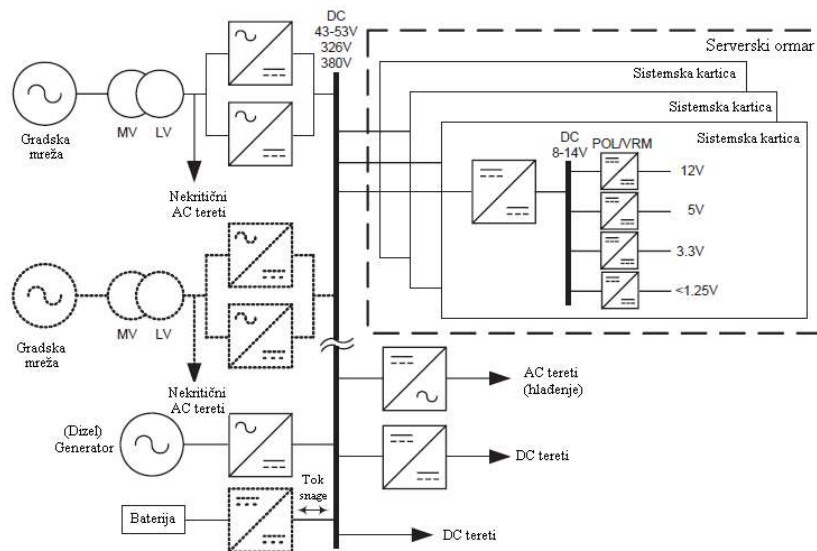 DC
43-53V
326V
380V
Serverski ormar
Sistemska kartica
Sistemska kartica
Sistemska kartica
MV LV
Gradska
mreža
Nekritični
AC tereti
DC
8-14V
POL/VRM
12V
5V
3.3V
<1.25V
MV LV
Gradska
mreža
Nekritični
AC tereti
AC tereti
(hlađenje)
(Dizel)
Generator
DC tereti
Tok
snage
Baterija
DC tereti